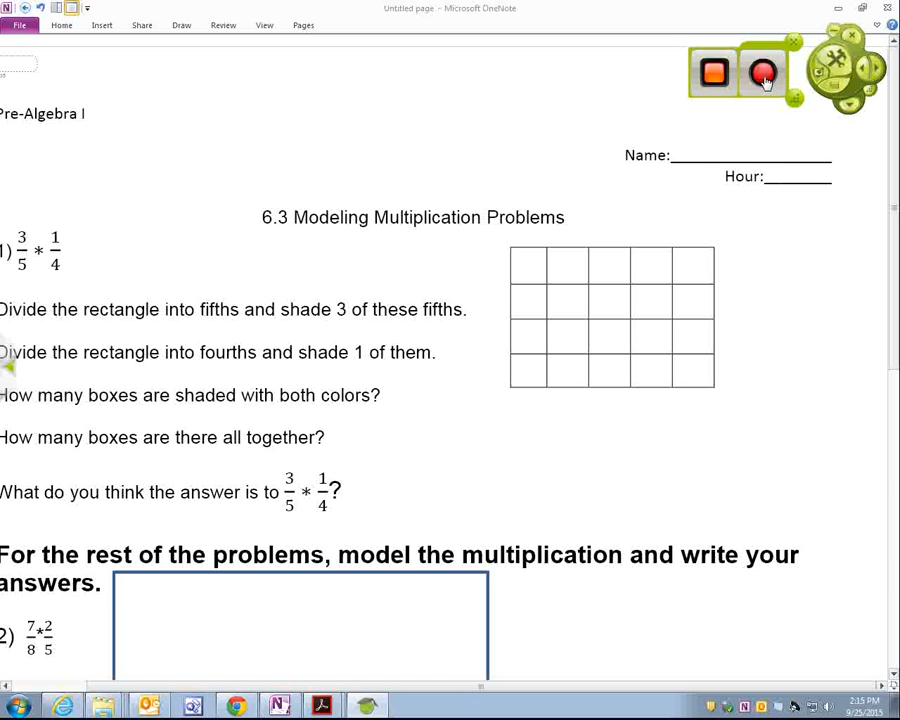 Untitled page - Microsoft OneNote
File Home Insert Share Draw Review View Pages
Pre-Algebra I
Name:
Hour:
6.3 Modeling Multiplication Problems
1) 3/5 * 1/4
Divide the rectangle into fifths and shade 3 of these fifths.
Divide the rectangle into fourths and shade 1 of them.
How many boxes are shaded with both colors?
How many boxes are there all together?
What do you think the answer is to 3/5 * 1/4?
For the rest of the problems, model the multiplication and write your
answers.
2) 7/8 * 2/5
2:15 PM
9/25/2015